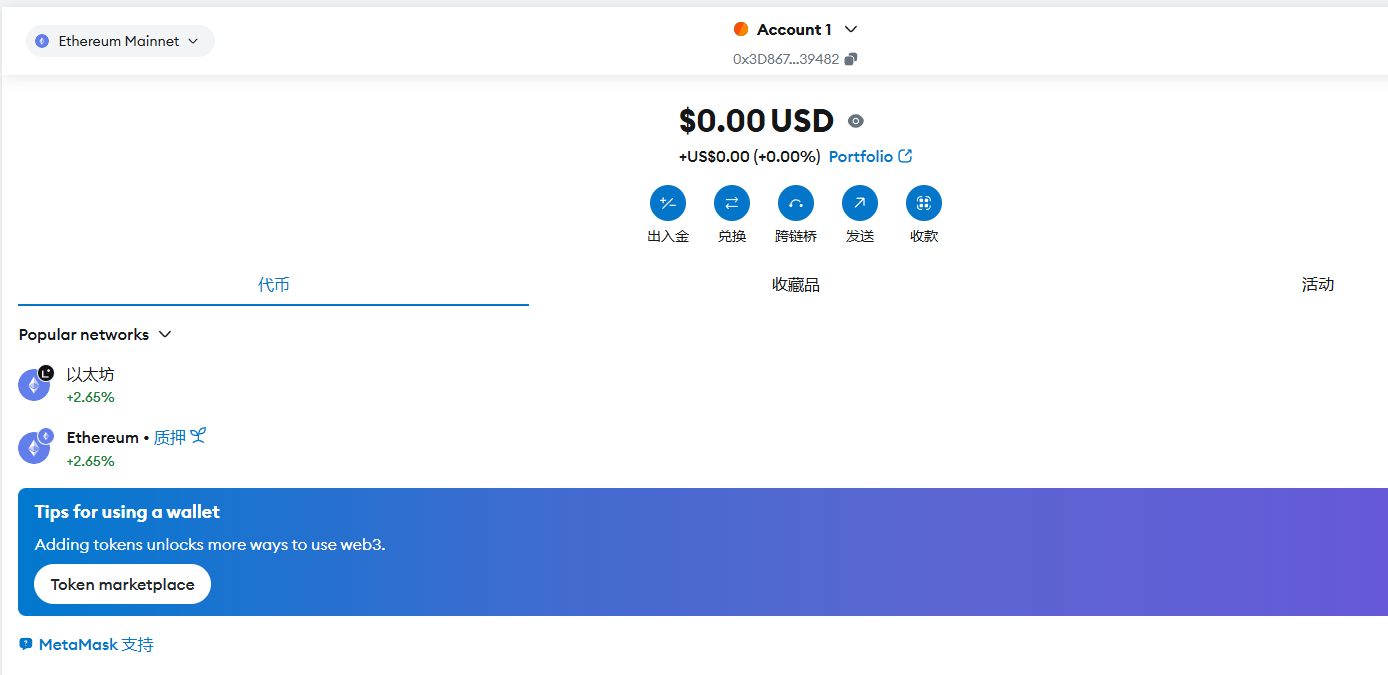 Ethereum Mainnet
Account 1
0x3D867...39482
$0.00 USD
+US$0.00 (+0.00%) Portfolio
出入金 兑换 跨链桥 发送 收款
代币 收藏品 活动
Popular networks
以太坊
+2.65%
Ethereum • 质押
+2.65%
Tips for using a wallet
Adding tokens unlocks more ways to use web3.
Token marketplace
MetaMask 支持